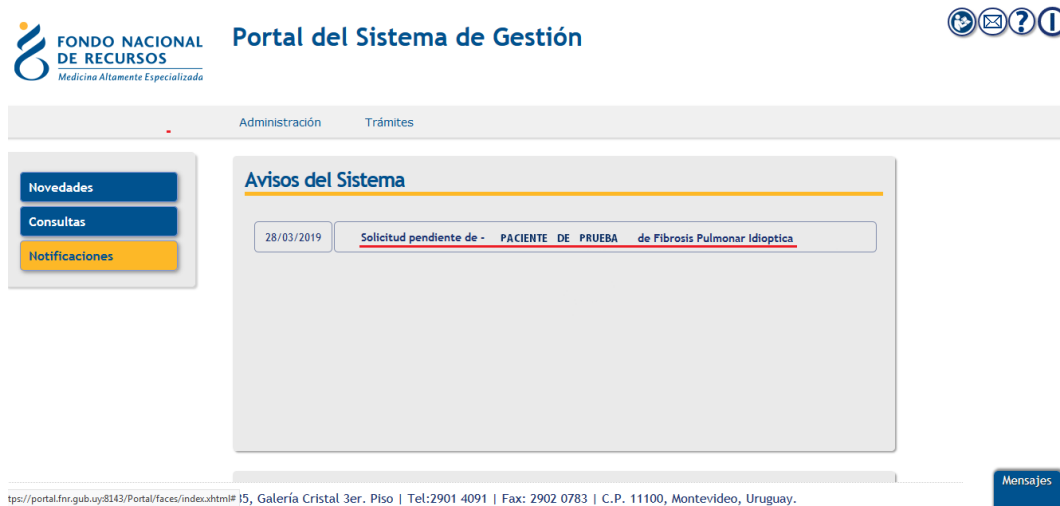 FONDO NACIONAL
DE RECURSOS
Medicina Altamente Especializada
Portal del Sistema de Gestión
Administración Trámites
Novedades
Consultas
Notificaciones
Avisos del Sistema
28/03/2019 Solicitud pendiente de - PACIENTE DE PRUEBA de Fibrosis Pulmonar Idioptica
Mensajes
tps://portal.fnr.gub.uy:8143/Portal/faces/index.xhtml# 35, Galería Cristal 3er. Piso | Tel:2901 4091 | Fax: 2902 0783 | C.P. 11100, Montevideo, Uruguay.